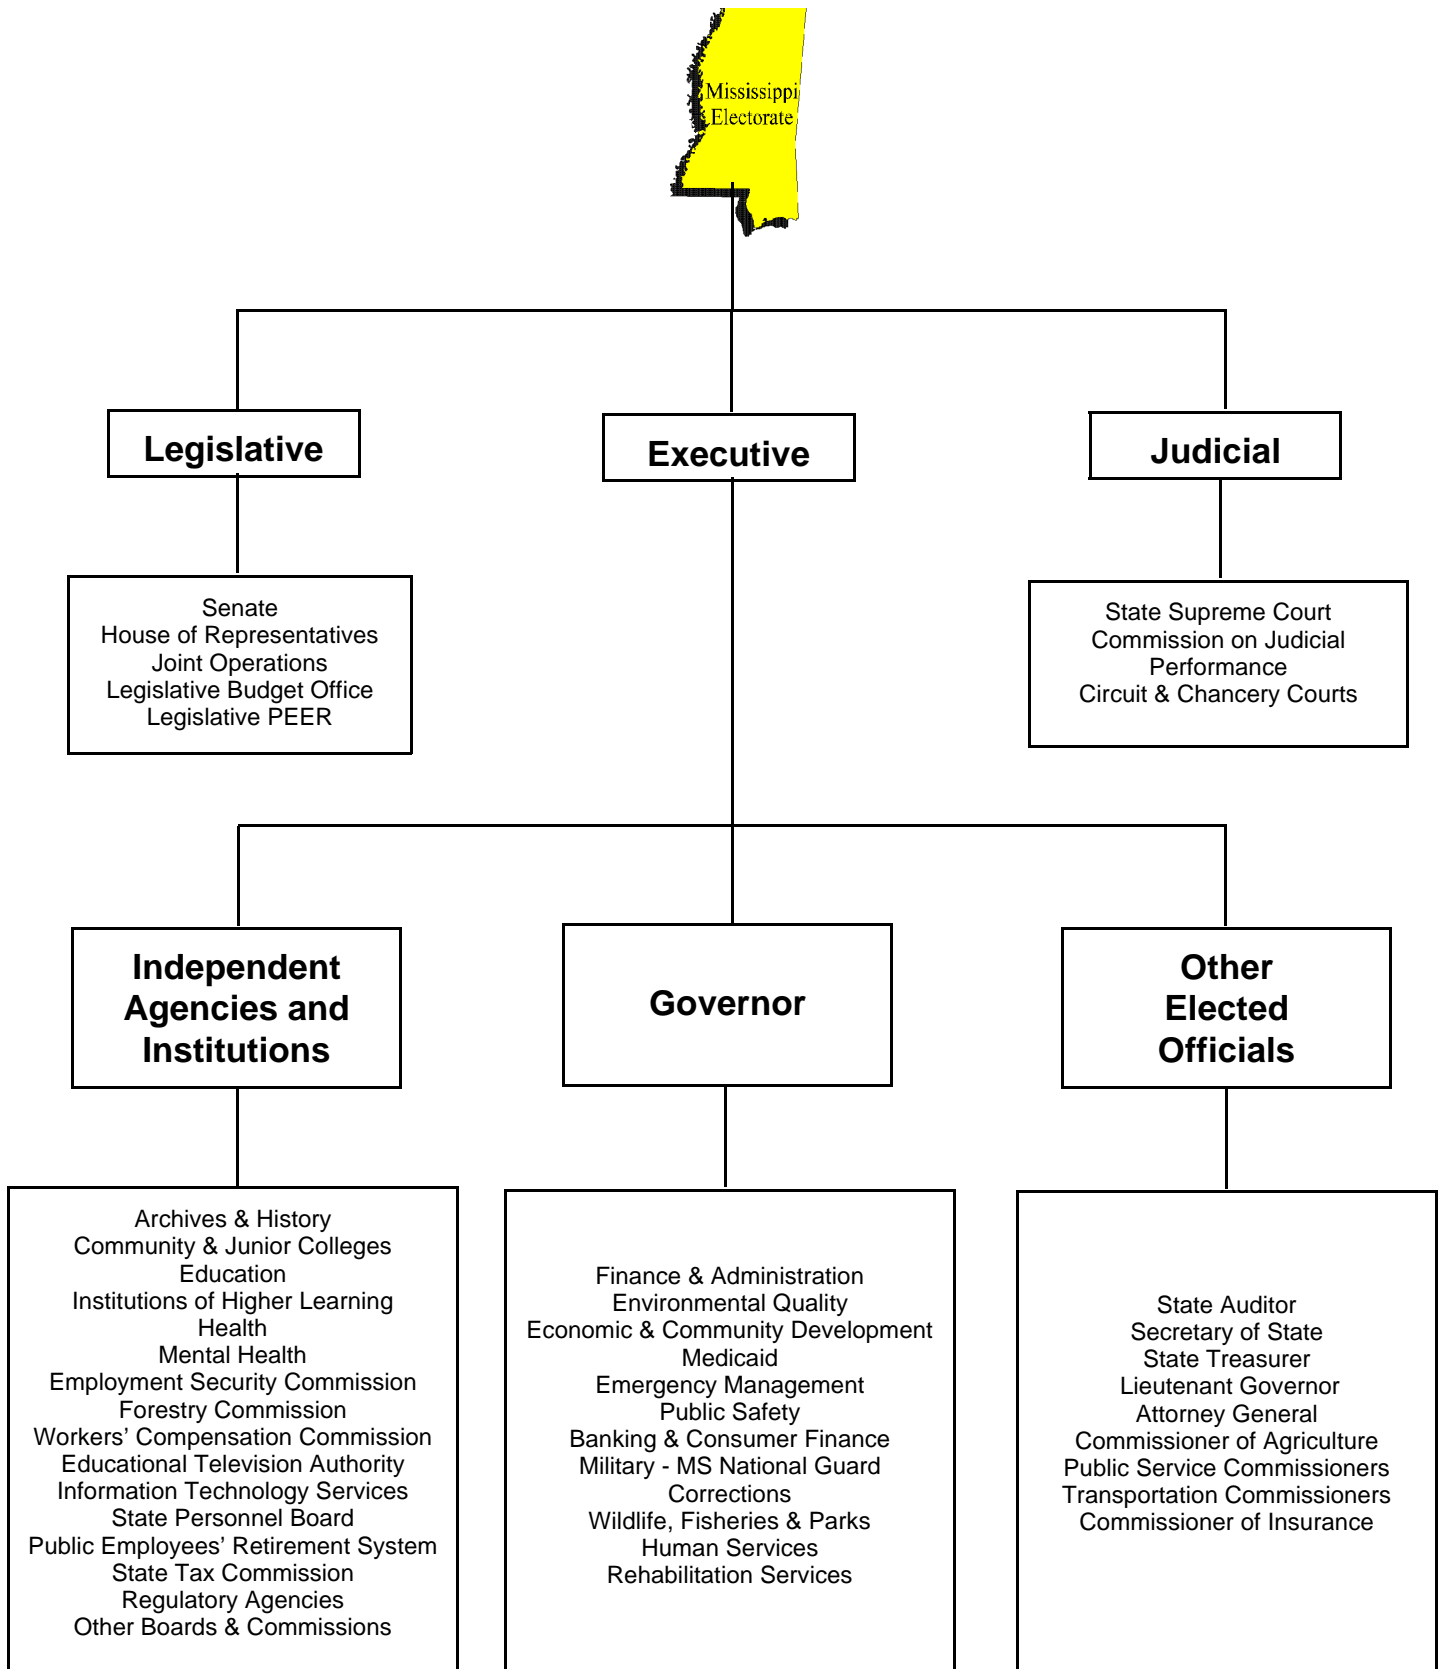 Mississippi
Electorate
Legislative
Executive
Judicial
Senate
House of Representatives
Joint Operations
Legislative Budget Office
Legislative PEER
State Supreme Court
Commission on Judicial
Performance
Circuit & Chancery Courts
Independent
Agencies and
Institutions
Governor
Other
Elected
Officials
Archives & History
Community & Junior Colleges
Education
Institutions of Higher Learning
Health
Mental Health
Employment Security Commission
Forestry Commission
Workers’ Compensation Commission
Educational Television Authority
Information Technology Services
State Personnel Board
Public Employees’ Retirement System
State Tax Commission
Regulatory Agencies
Other Boards & Commissions
Finance & Administration
Environmental Quality
Economic & Community Development
Medicaid
Emergency Management
Public Safety
Banking & Consumer Finance
Military - MS National Guard
Corrections
Wildlife, Fisheries & Parks
Human Services
Rehabilitation Services
State Auditor
Secretary of State
State Treasurer
Lieutenant Governor
Attorney General
Commissioner of Agriculture
Public Service Commissioners
Transportation Commissioners
Commissioner of Insurance